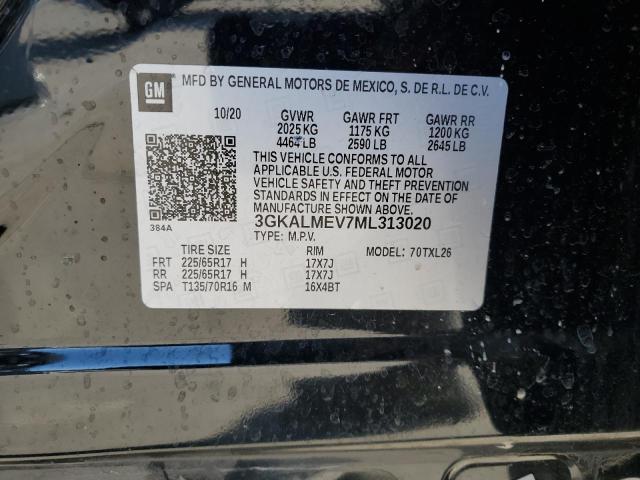 GM
MFD BY GENERAL MOTORS DE MEXICO, S. DE R.L. DE C.V.
10/20 GVWR GAWR FRT GAWR RR
2025 KG 1175 KG 1200 KG
4464 LB 2590 LB 2645 LB
THIS VEHICLE CONFORMS TO ALL
APPLICABLE U.S. FEDERAL MOTOR
VEHICLE SAFETY AND THEFT PREVENTION
STANDARDS IN EFFECT ON THE DATE OF
MANUFACTURE SHOWN ABOVE.
384A 3GKALMEV7ML313020
TYPE: M.P.V. MODEL: 70TXL26
TIRE SIZE RIM
FRT 225/65R17 H 17X7J
RR 225/65R17 H 17X7J
SPA T135/70R16 M 16X4BT